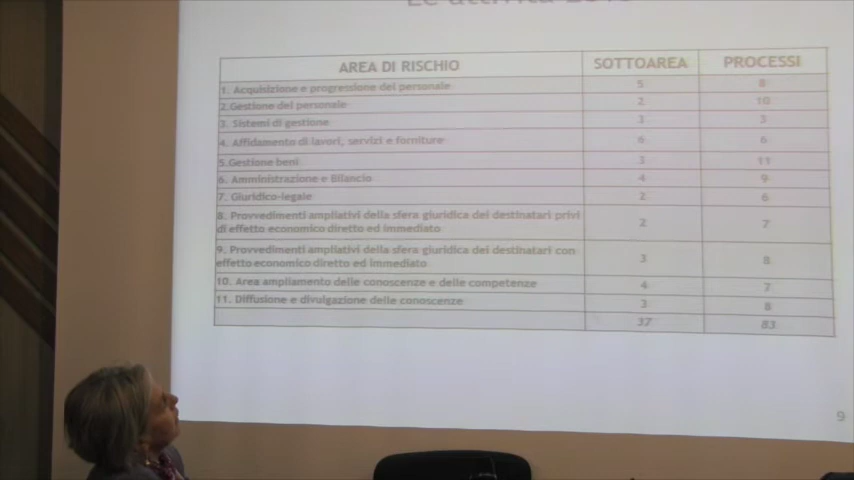 Le attività
AREA DI RISCHIO SOTTOAREA PROCESSI
1. Acquisizione e progressione del personale 5 8
2.Gestione del personale 2 10
3. Sistemi di gestione 3 3
4. Affidamento di lavori, servizi e forniture 6 6
5.Gestione beni 3 11
6. Amministrazione e Bilancio 4 9
7. Giuridico-legale 2 6
8. Provvedimenti ampliativi della sfera giuridica dei destinatari privi
di effetto economico diretto ed immediato 2 7
9. Provvedimenti ampliativi della sfera giuridica dei destinatari con
effetto economico diretto ed immediato 3 8
10. Area ampliamento delle conoscenze e delle competenze 4 7
11. Diffusione e divulgazione delle conoscenze 3 8
37 83
9